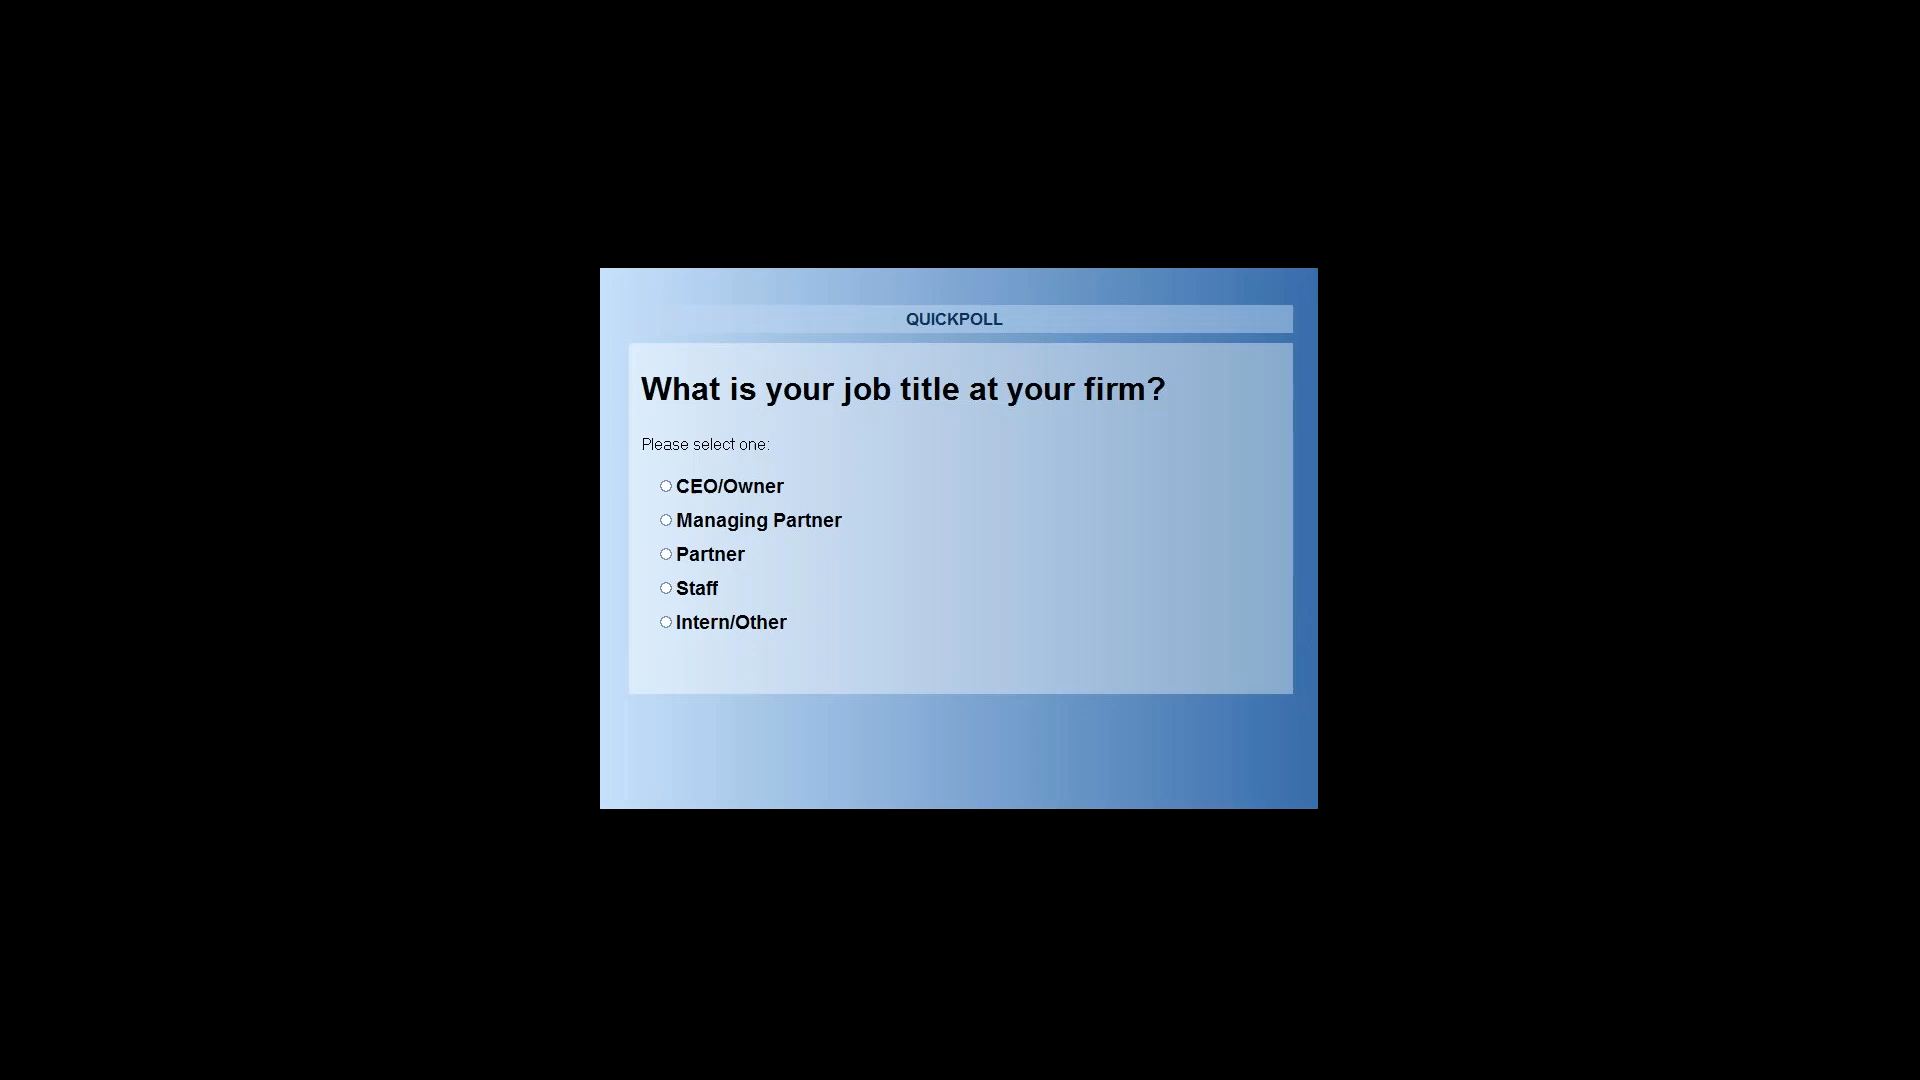 QUICKPOLL
What is your job title at your firm?
Please select one:
CEO/Owner
Managing Partner
Partner
Staff
Intern/Other